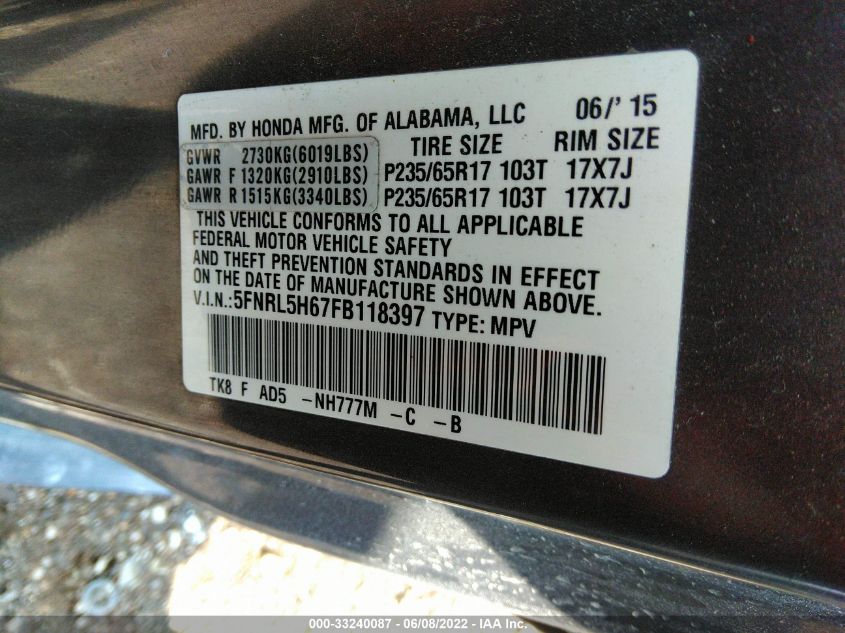 MFD. BY HONDA MFG. OF ALABAMA, LLC 06/' 15
GVWR 2730KG(6019LBS) TIRE SIZE RIM SIZE
GAWR F 1320KG(2910LBS) P235/65R17 103T 17X7J
GAWR R 1515KG(3340LBS) P235/65R17 103T 17X7J
THIS VEHICLE CONFORMS TO ALL APPLICABLE
FEDERAL MOTOR VEHICLE SAFETY
AND THEFT PREVENTION STANDARDS IN EFFECT
ON THE DATE OF MANUFACTURE SHOWN ABOVE.
V.I.N.: 5FNRL5H67FB118397 TYPE: MPV
TK8 F AD5 -NH777M -C -B
000-33240087 - 06/08/2022 - IAA Inc.